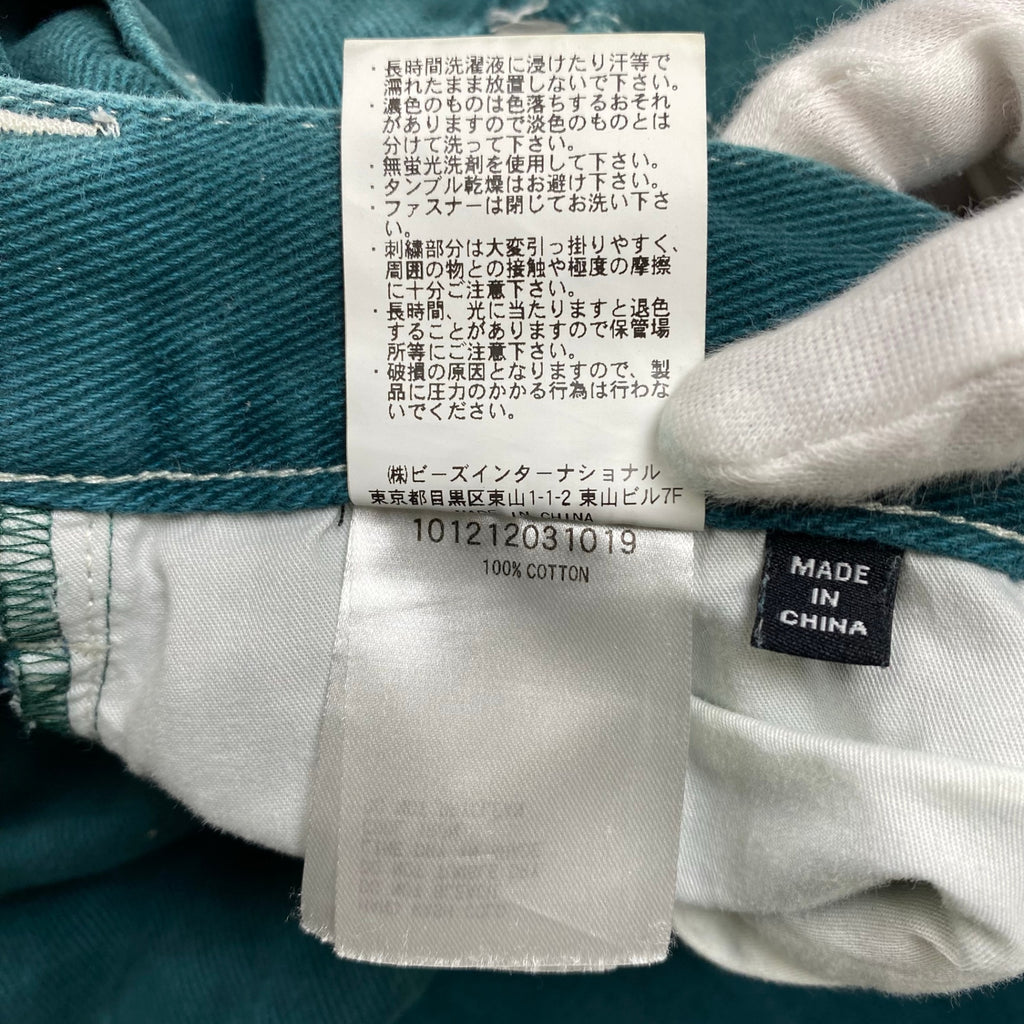 ・長時間洗濯液に浸けたり汗等で
濡れたまま放置しないで下さい。
・濃色のものは色落ちするおそれ
がありますので淡色のものとは
分けて洗って下さい。
・無蛍光洗剤を使用して下さい。
・タンブル乾燥はお避け下さい。
・ファスナーは閉じてお洗い下さ
い。
・刺繍部分は大変引っ掛りやすく、
周囲の物との接触や極度の摩擦
に十分ご注意下さい。
・長時間、光に当たりますと退色
することがありますので保管場
所等にご注意下さい。
・破損の原因となりますので、製
品に圧力のかかる行為は行わな
いでください。
㈱ビーズインターナショナル
東京都目黒区東山1-1-2 東山ビル7F
MADE IN CHINA
101212031019
100% COTTON
MADE
IN
CHINA